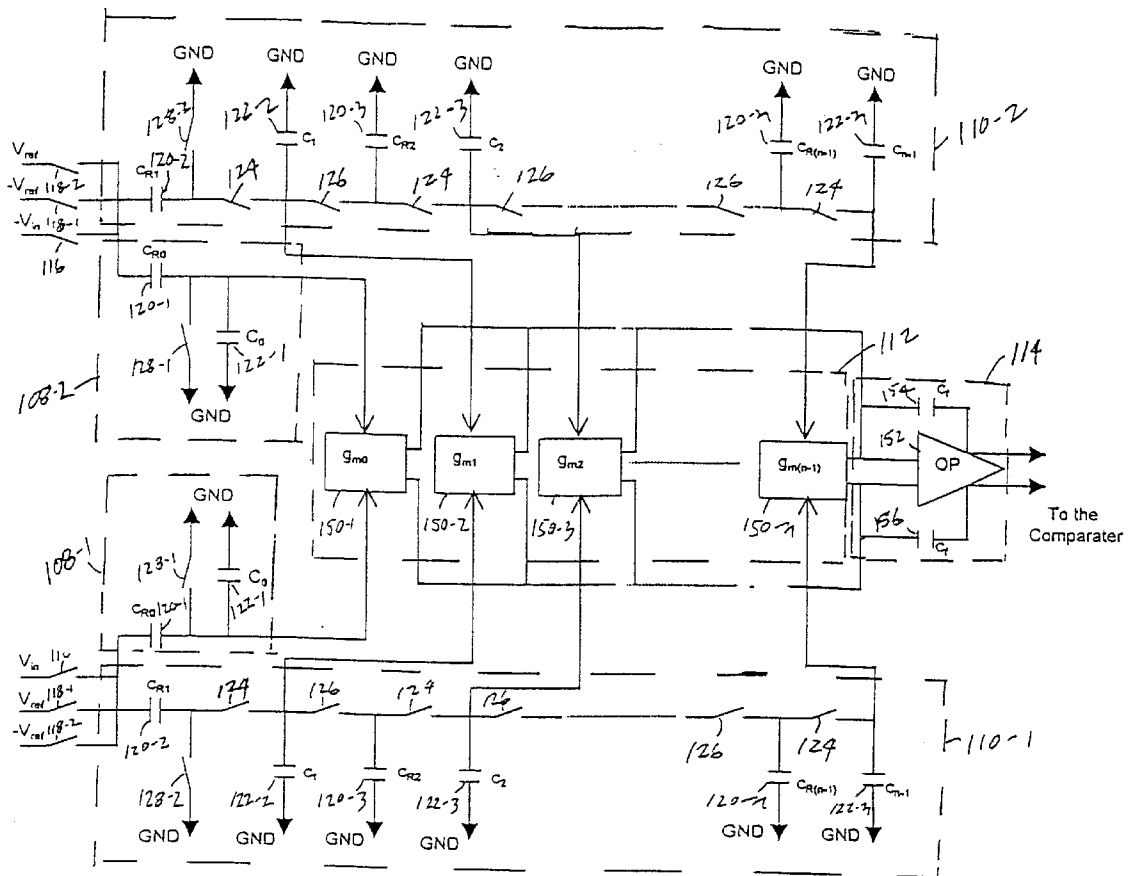 GND GND GND GND GND GND
128-2 122-2 120-3 122-3 120-n 122-n
C1 CR2 C2 CR(n-1) Cn-1
110-2
Vref
-Vref 118-2
-Vin 118-1
116
CR1 120-2 124 126 124 126 126 124
CR0
120-1
C0
128-1 122-1
GND GND
108-2
112
114
154 Cf
152
gm0 gm1 gm2 gm(n-1) OP
150-1 150-2 150-3 150-n
156 Cf
To the
Comparater
GND GND
108-1
128-1
C0
122-1
CR0 120-1
Vin 116
Vref 118-1
-Vref 118-2
CR1 124 126 124 126
120-2
126 124
110-1
C1 CR2 C2 CR(n-1) Cn-1
128-2 122-2 120-3 122-3 120-n 122-n
GND GND GND GND GND GND